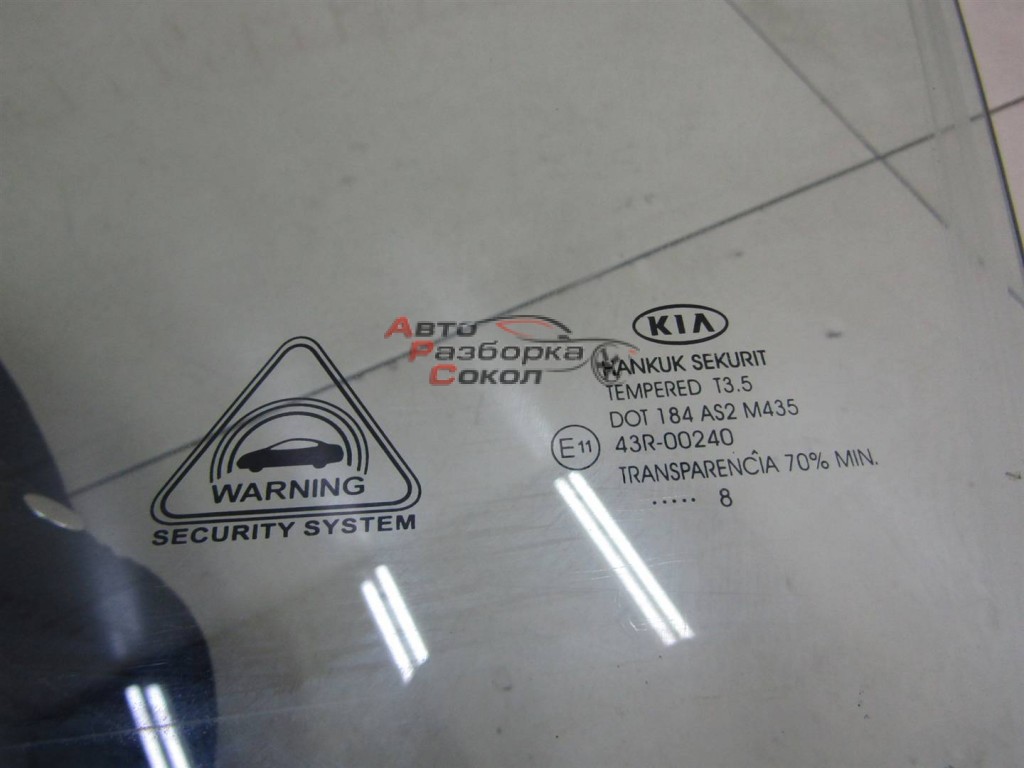 Авто
Разборка
Сокол
KIA
HANKUK SEKURIT
TEMPERED T3.5
DOT 184 AS2 M435
E11 43R-00240
TRANSPARENCÎA 70% MIN.
..... 8
WARNING
SECURITY SYSTEM